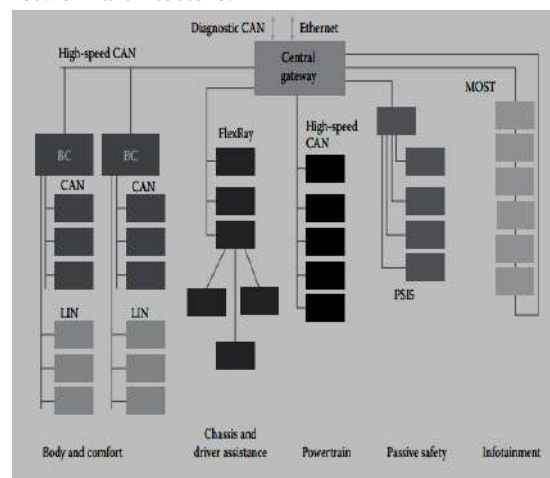 Diagnostic CAN
Ethernet
High-speed CAN
Central
gateway
MOST
FlexRay
High-speed
CAN
BC
BC
CAN
CAN
LIN
LIN
PSI5
Body and comfort
Chassis and
driver assistance
Powertrain
Passive safety
Infotainment